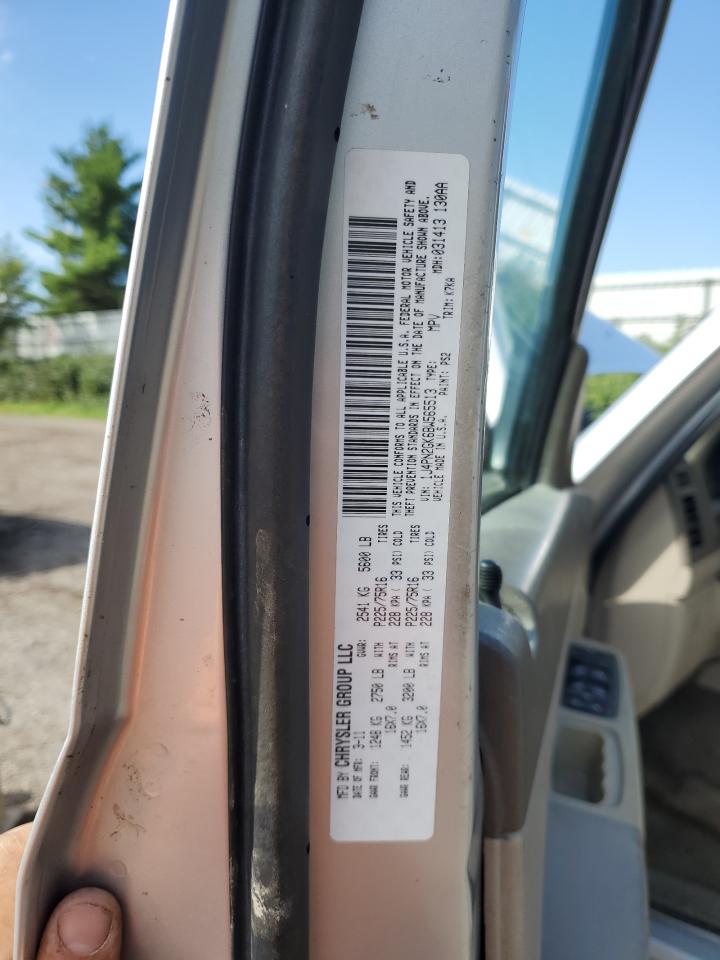 MFD BY CHRYSLER GROUP LLC
DATE OF MFR: 3-11 GVWR: 2541 KG 5600 LB
GAWR FRONT: 1248 KG 2750 LB WITH P225/75R16 TIRES
16X7.0 RIMS AT 228 KPA ( 33 PSI) COLD
GAWR REAR: 1452 KG 3200 LB WITH P225/75R16 TIRES
16X7.0 RIMS AT 228 KPA ( 33 PSI) COLD
THIS VEHICLE CONFORMS TO ALL APPLICABLE U.S.A. FEDERAL MOTOR VEHICLE SAFETY AND
THEFT PREVENTION STANDARDS IN EFFECT ON THE DATE OF MANUFACTURE SHOWN ABOVE.
VIN: 1J4PN2GK6BW565513 TYPE: MPV MDH:031413 130AA
VEHICLE MADE IN U.S.A. PAINT: PS2 TRIM: K7KA